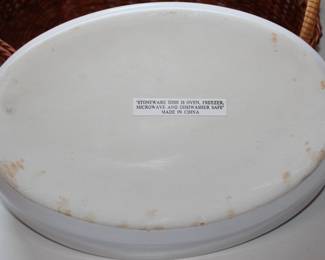 "STONEWARE DISH IS OVEN, FREEZER,
MICROWAVE AND DISHWASHER SAFE"
MADE IN CHINA